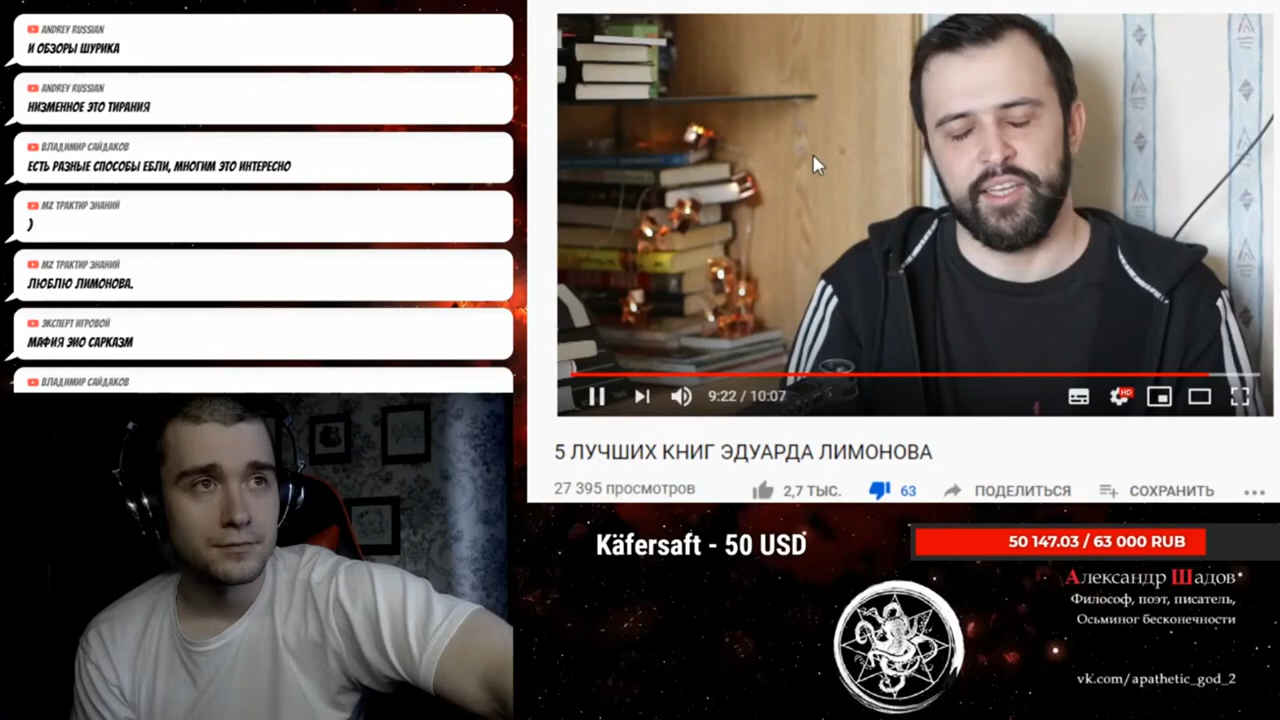 ANDREY RUSSIAN
И ОБЗОРЫ ШУРИКА
ANDREY RUSSIAN
НИЗМЕННОЕ ЭТО ТИРАНИЯ
ВЛАДИМИР САЙДАКОВ
ЕСТЬ РАЗНЫЕ СПОСОБЫ ЕБЛИ, МНОГИМ ЭТО ИНТЕРЕСНО
MZ ТРАКТИР ЗНАНИЙ
)
MZ ТРАКТИР ЗНАНИЙ
ЛЮБЛЮ ЛИМОНОВА.
ЭКСПЕРТ ИГРОВОЙ
МАФИЯ ЭЙО САРКАЗМ
ВЛАДИМИР САЙДАКОВ
9:22 / 10:07
HD
5 ЛУЧШИХ КНИГ ЭДУАРДА ЛИМОНОВА
27 395 просмотров
2,7 ТЫС.
63
ПОДЕЛИТЬСЯ
СОХРАНИТЬ
Käfersaft - 50 USD
50 147.03 / 63 000 RUB
Александр Шадов
Философ, поэт, писатель,
Осьминог бесконечности
vk.com/apathetic_god_2